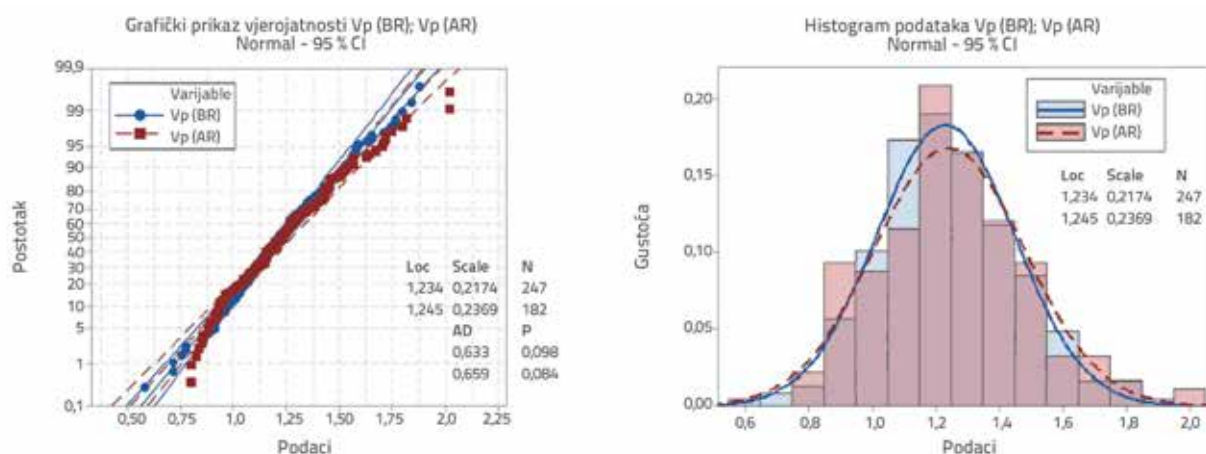 Grafički prikaz vjerojatnosti Vp (BR); Vp (AR)
Normal - 95 % CI
99,9
99
95
90
80
70
60
50
40
30
20
10
5
1
0,1
Postotak
Varijable
Vp (BR)
Vp (AR)
Loc Scale N
1,234 0,2174 247
1,245 0,2369 182
AD P
0,633 0,098
0,659 0,084
0,50 0,75 1,0 1,25 1,50 1,75 2,0 2,25
Podaci
Histogram podataka Vp (BR); Vp (AR)
Normal - 95 % CI
0,20
0,15
0,10
0,05
0,00
Gustoća
Varijable
Vp (BR)
Vp (AR)
Loc Scale N
1,234 0,2174 247
1,245 0,2369 182
0,6 0,8 1,0 1,2 1,4 1,6 1,8 2,0
Podaci